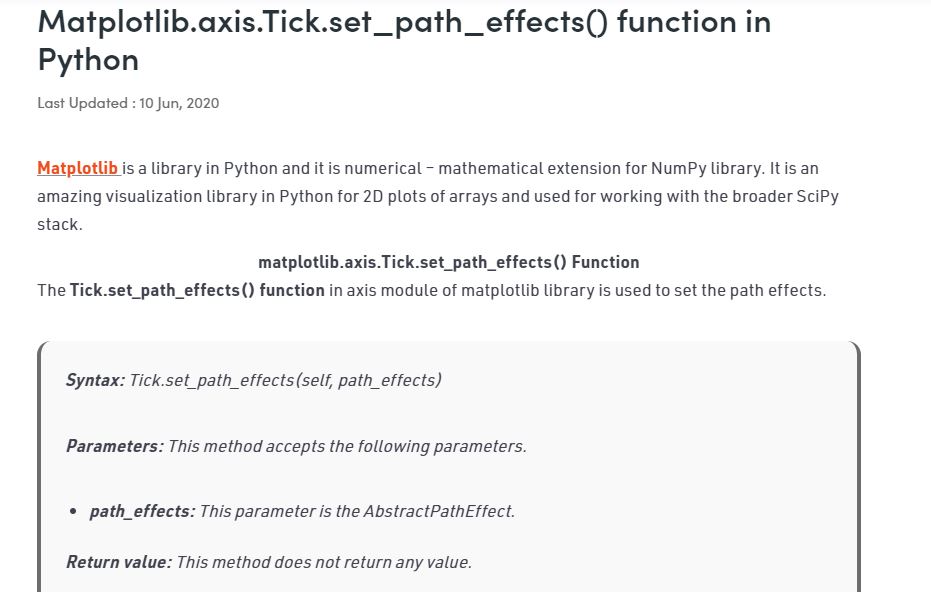 Matplotlib.axis.Tick.set_path_effects() function in
Python
Last Updated : 10 Jun, 2020
Matplotlib is a library in Python and it is numerical – mathematical extension for NumPy library. It is an
amazing visualization library in Python for 2D plots of arrays and used for working with the broader SciPy
stack.
matplotlib.axis.Tick.set_path_effects() Function
The Tick.set_path_effects() function in axis module of matplotlib library is used to set the path effects.
Syntax: Tick.set_path_effects(self, path_effects)
Parameters: This method accepts the following parameters.
• path_effects: This parameter is the AbstractPathEffect.
Return value: This method does not return any value.